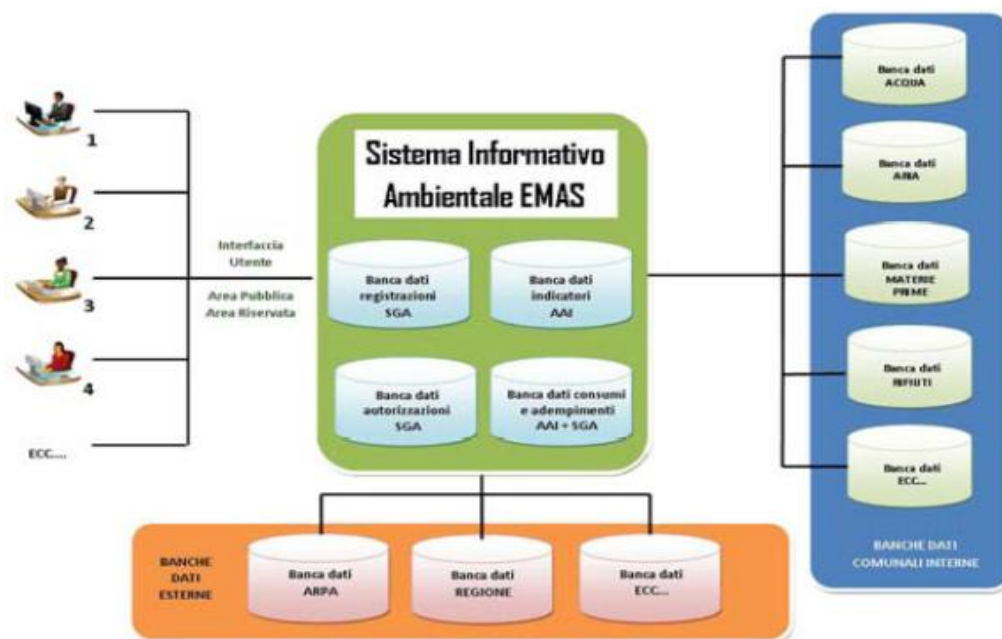 1
2
3
4
ECC....
Interfaccia
Utente
Area Pubblica
Area Riservata
Sistema Informativo
Ambientale EMAS
Banca dati
registrazioni
SGA
Banca dati
indicatori
AAI
Banca dati
autorizzazioni
SGA
Banca dati consumi
e adempimenti
AAI + SGA
Banca dati
ACQUA
Banca dati
ARIA
Banca dati
MATERIE
PRIME
Banca dati
RIFIUTI
Banca dati
ECC...
BANCHE DATI
COMUNALI INTERNE
BANCHE
DATI
ESTERNE
Banca dati
ARPA
Banca dati
REGIONE
Banca dati
ECC...